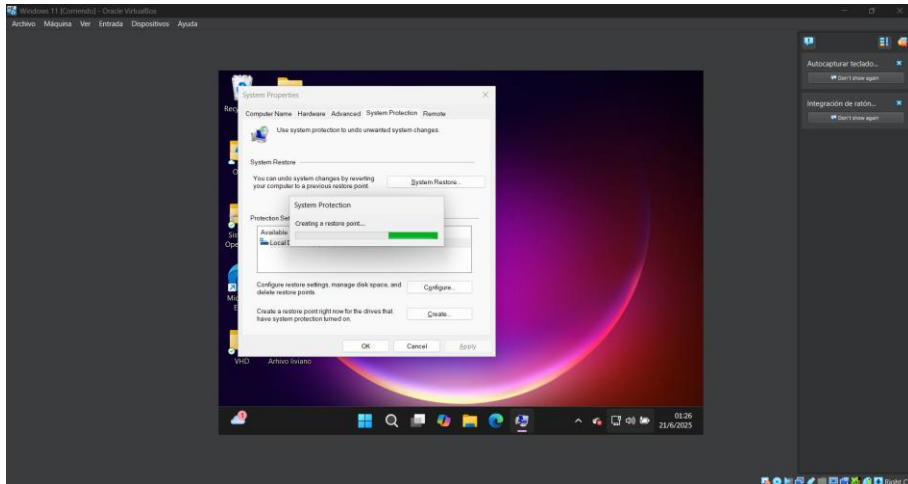 Windows 11 [Corriendo] - Oracle VirtualBox
Archivo Máquina Ver Entrada Dispositivos Ayuda
Autocapturar teclado...
Don't show again
Integración de ratón...
Don't show again
System Properties
Computer Name Hardware Advanced System Protection Remote
Use system protection to undo unwanted system changes.
System Restore
You can undo system changes by reverting
your computer to a previous restore point.
System Restore...
System Protection
Creating a restore point...
Protection Set
Available
Local D
Configure restore settings, manage disk space, and
delete restore points.
Configure...
Create a restore point right now for the drives that
have system protection turned on.
Create...
OK Cancel Apply
VHD Arhivo liviano
01:26
21/6/2025
Right C